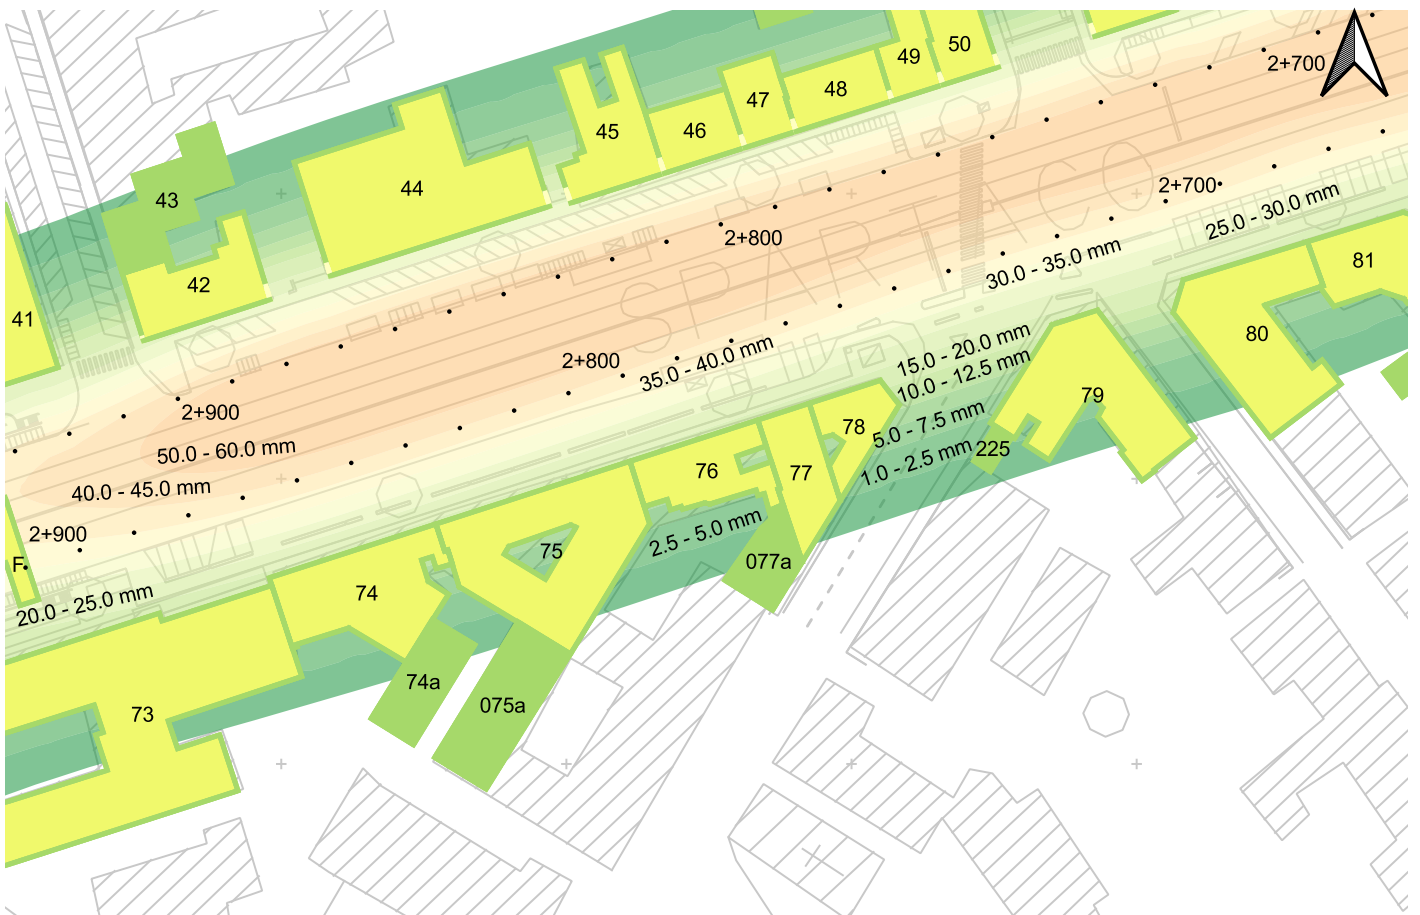 50
49
2+700
48
47
46
45
44
2+700
43
25.0 - 30.0 mm
SPARTACO
2+800
30.0 - 35.0 mm
81
42
41
80
15.0 - 20.0 mm
2+800
35.0 - 40.0 mm
10.0 - 12.5 mm
79
2+900
5.0 - 7.5 mm
78
50.0 - 60.0 mm
225
1.0 - 2.5 mm
76
77
40.0 - 45.0 mm
2+900
2.5 - 5.0 mm
75
077a
F
74
20.0 - 25.0 mm
74a
075a
73